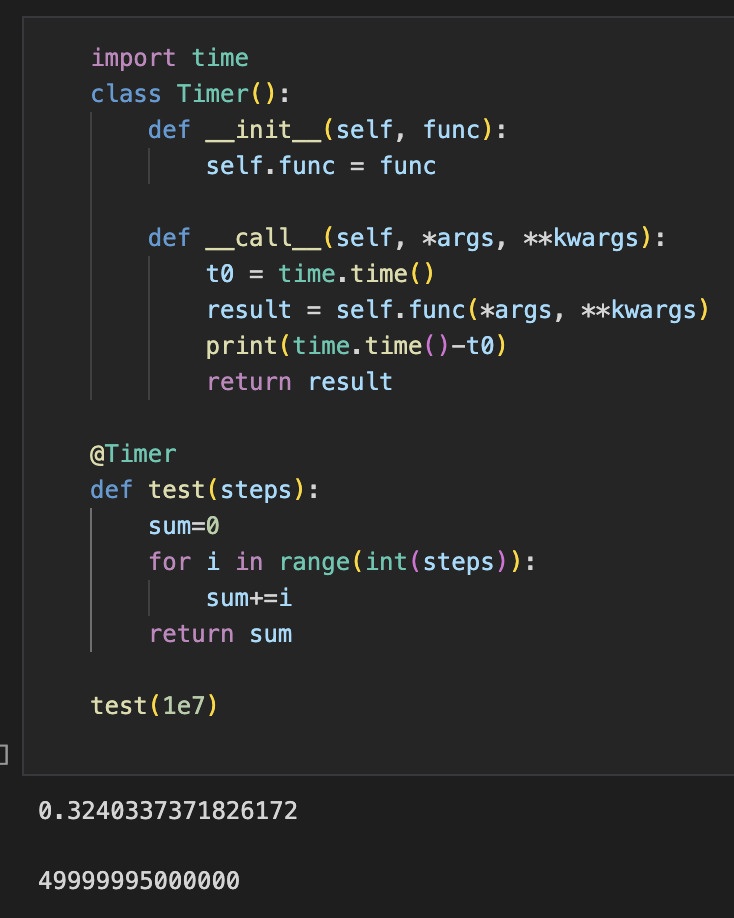 import time
class Timer():
    def __init__(self, func):
        self.func = func
    def __call__(self, *args, **kwargs):
        t0 = time.time()
        result = self.func(*args, **kwargs)
        print(time.time()-t0)
        return result
@Timer
def test(steps):
    sum=0
    for i in range(int(steps)):
        sum+=i
    return sum
test(1e7)
]
0.3240337371826172
49999995000000